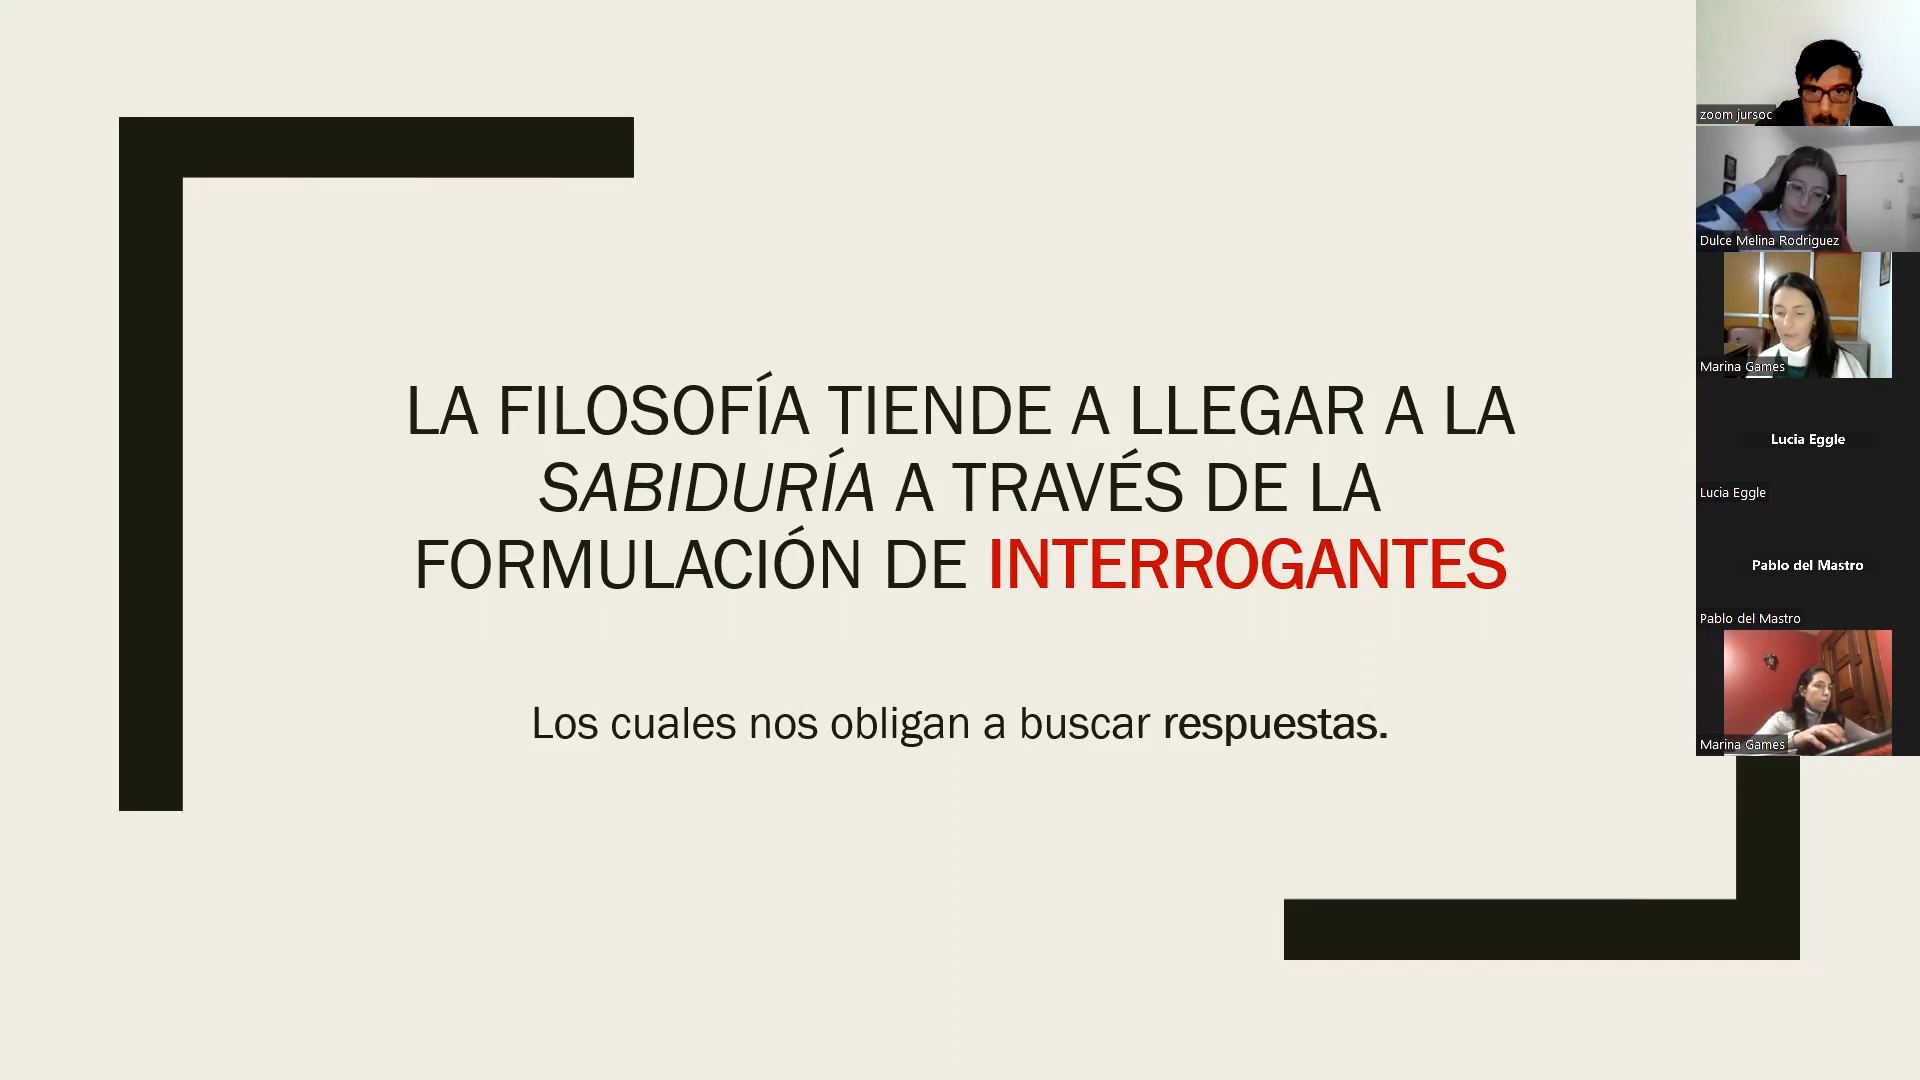 LA FILOSOFÍA TIENDE A LLEGAR A LA
SABIDURÍA A TRAVÉS DE LA
FORMULACIÓN DE INTERROGANTES
Los cuales nos obligan a buscar respuestas.
zoom jursoc
Dulce Melina Rodriguez
Marina Games
Lucia Eggle
Lucia Eggle
Pablo del Mastro
Pablo del Mastro
Marina Games